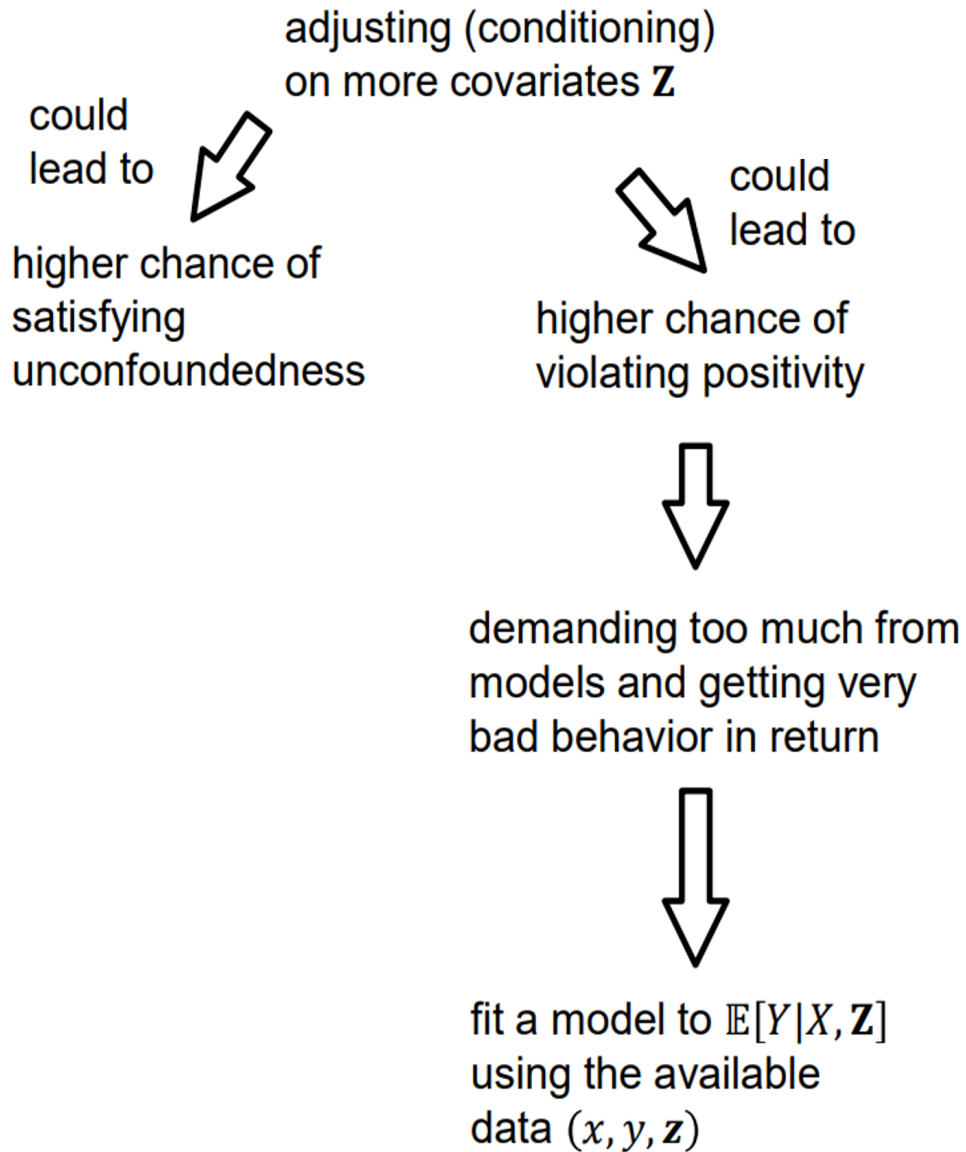 adjusting (conditioning)
on more covariates 𝐙
could
lead to
higher chance of
satisfying
unconfoundedness
could
lead to
higher chance of
violating positivity
demanding too much from
models and getting very
bad behavior in return
fit a model to 𝔼[𝑌|𝑋, 𝐙]
using the available
data (𝑥, 𝑦, 𝒛)